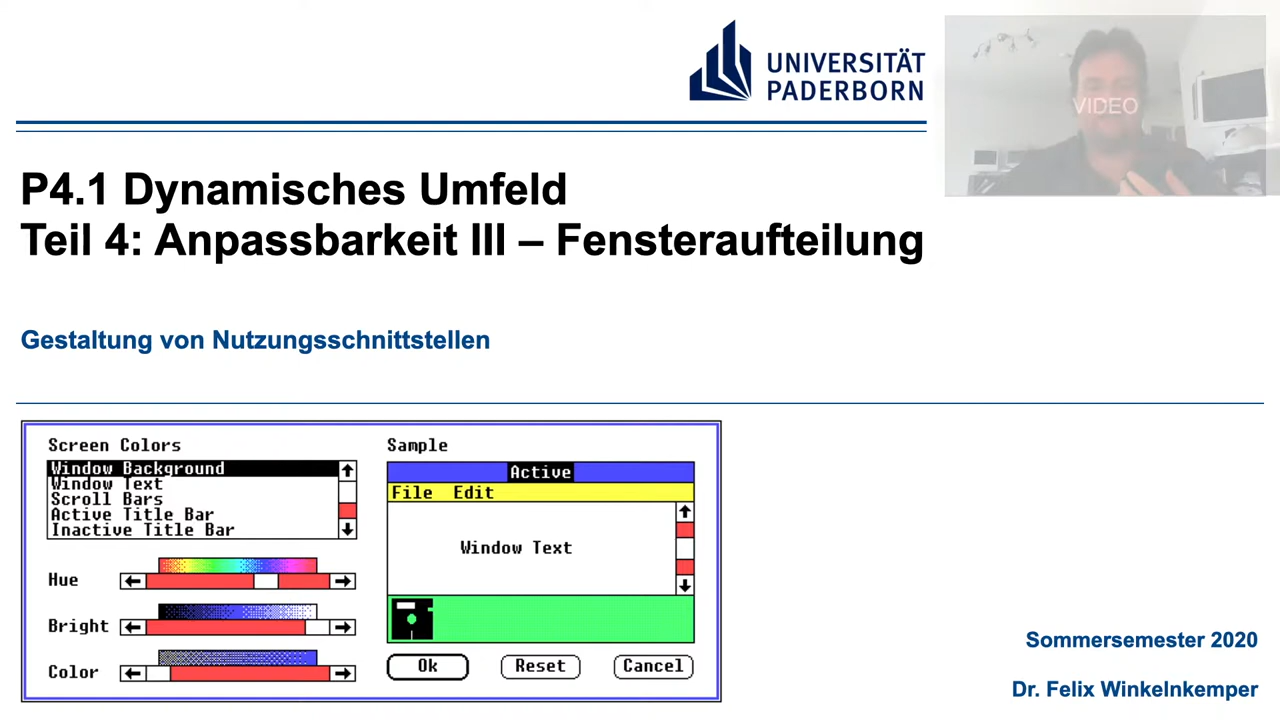 UNIVERSITÄT
PADERBORN
VIDEO
P4.1 Dynamisches Umfeld
Teil 4: Anpassbarkeit III – Fensteraufteilung
Gestaltung von Nutzungsschnittstellen
Screen Colors
Window Background
Window Text
Scroll Bars
Active Title Bar
Inactive Title Bar
Hue
Bright
Color
Sample
Active
File Edit
Window Text
Ok Reset Cancel
Sommersemester 2020
Dr. Felix Winkelnkemper